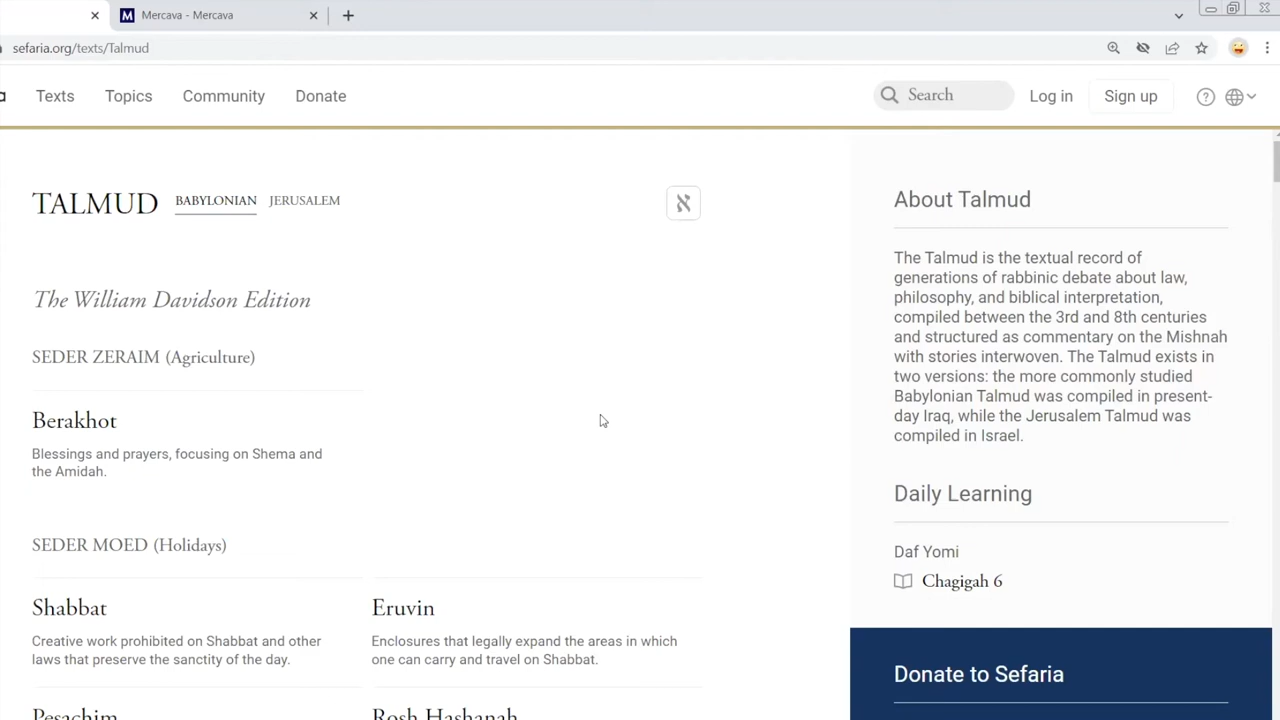 Mercava - Mercava
sefaria.org/texts/Talmud
a Texts Topics Community Donate Search Log in Sign up
TALMUD BABYLONIAN JERUSALEM א
The William Davidson Edition
SEDER ZERAIM (Agriculture)
Berakhot
Blessings and prayers, focusing on Shema and
the Amidah.
SEDER MOED (Holidays)
Shabbat
Creative work prohibited on Shabbat and other
laws that preserve the sanctity of the day.
Eruvin
Enclosures that legally expand the areas in which
one can carry and travel on Shabbat.
Pesachim
Rosh Hashanah
About Talmud
The Talmud is the textual record of
generations of rabbinic debate about law,
philosophy, and biblical interpretation,
compiled between the 3rd and 8th centuries
and structured as commentary on the Mishnah
with stories interwoven. The Talmud exists in
two versions: the more commonly studied
Babylonian Talmud was compiled in present-
day Iraq, while the Jerusalem Talmud was
compiled in Israel.
Daily Learning
Daf Yomi
Chagigah 6
Donate to Sefaria